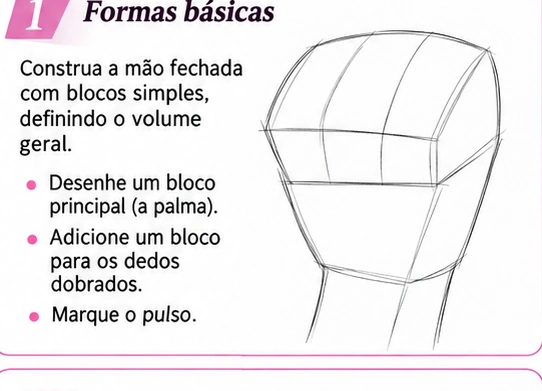 1 Formas básicas
Construa a mão fechada
com blocos simples,
definindo o volume
geral.
• Desenhe um bloco
principal (a palma).
• Adicione um bloco
para os dedos
dobrados.
• Marque o pulso.